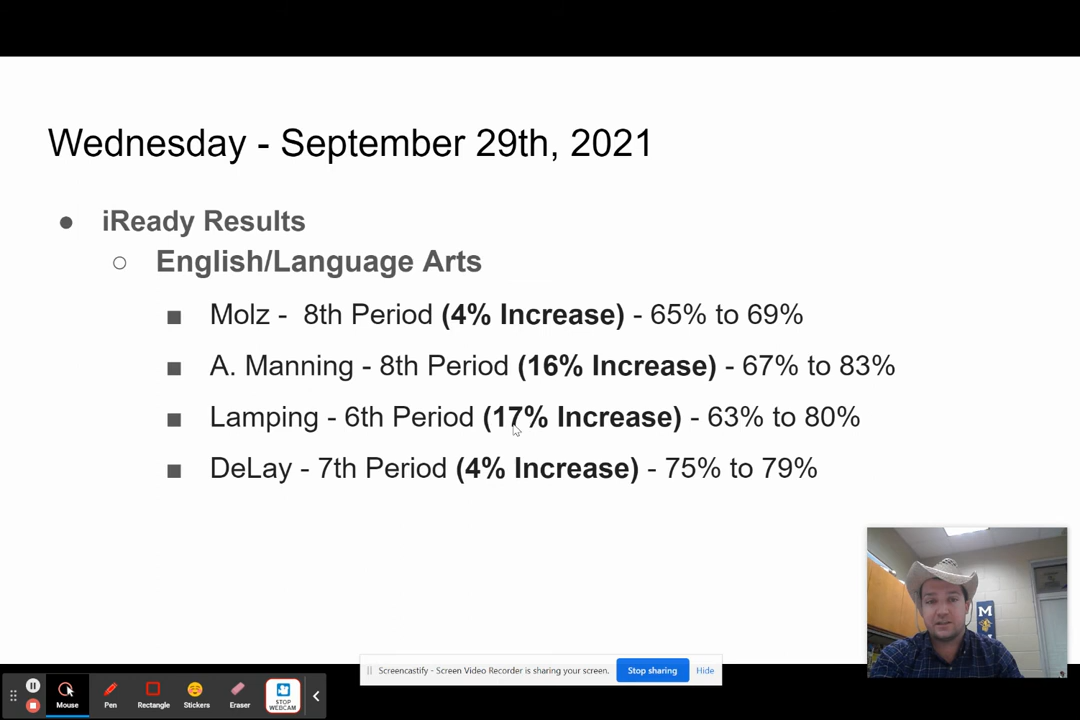 Wednesday - September 29th, 2021
● iReady Results
○ English/Language Arts
■ Molz - 8th Period (4% Increase) - 65% to 69%
■ A. Manning - 8th Period (16% Increase) - 67% to 83%
■ Lamping - 6th Period (17% Increase) - 63% to 80%
■ DeLay - 7th Period (4% Increase) - 75% to 79%
M
Screencastify - Screen Video Recorder is sharing your screen. Stop sharing Hide
Mouse Pen Rectangle Stickers Eraser STOP WEBCAM